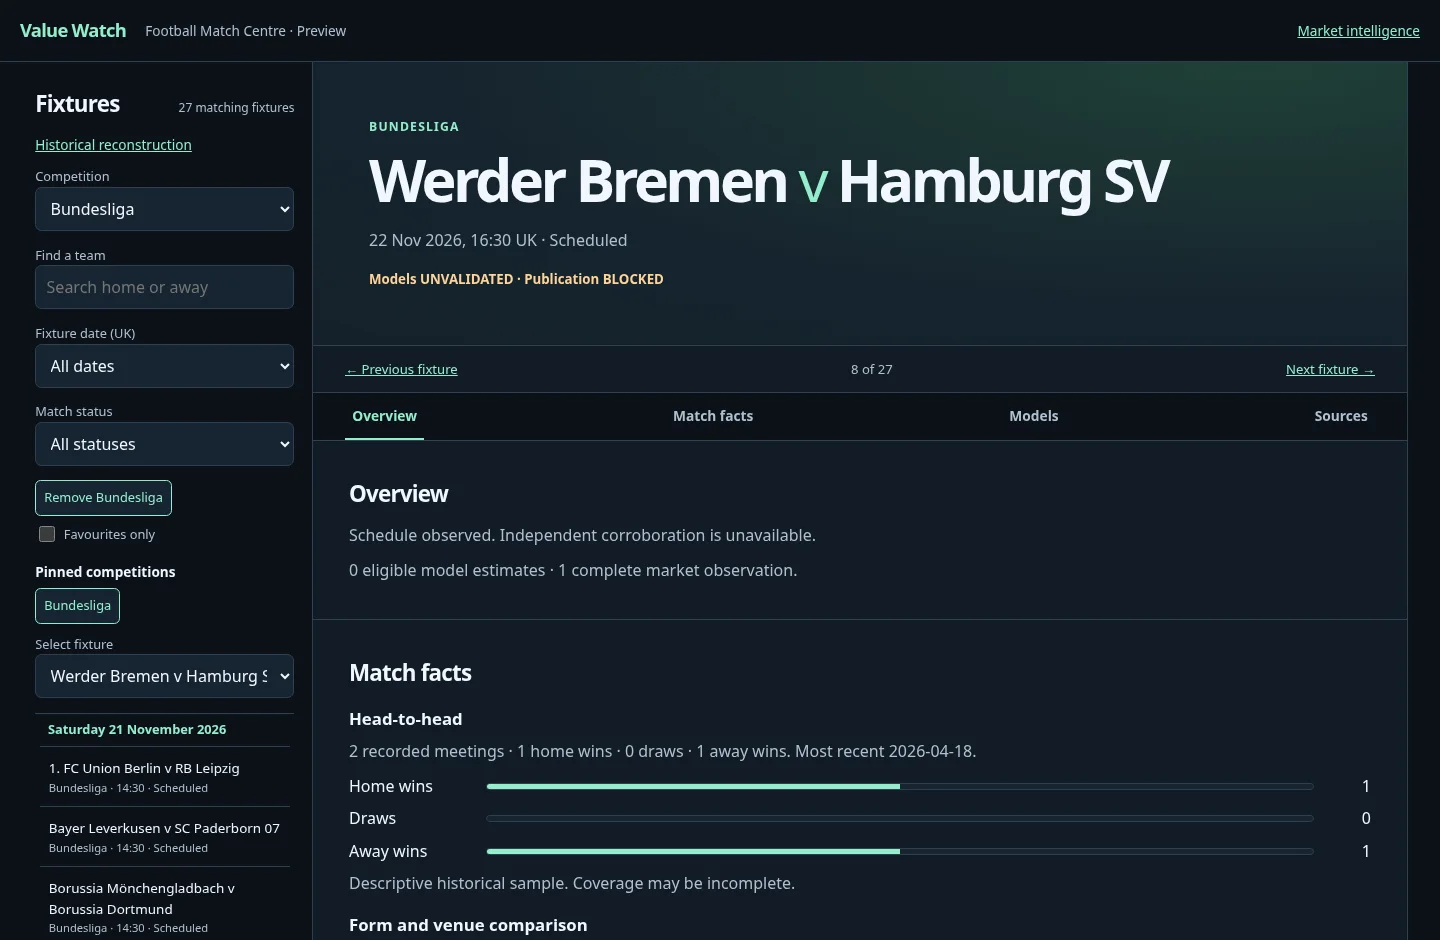 Value Watch
Football Match Centre · Preview
Market intelligence
Fixtures
27 matching fixtures
Historical reconstruction
Competition
Bundesliga
Find a team
Search home or away
Fixture date (UK)
All dates
Match status
All statuses
Remove Bundesliga
Favourites only
Pinned competitions
Bundesliga
Select fixture
Werder Bremen v Hamburg S
Saturday 21 November 2026
1. FC Union Berlin v RB Leipzig
Bundesliga · 14:30 · Scheduled
Bayer Leverkusen v SC Paderborn 07
Bundesliga · 14:30 · Scheduled
Borussia Mönchengladbach v
Borussia Dortmund
Bundesliga · 14:30 · Scheduled
BUNDESLIGA
Werder Bremen v Hamburg SV
22 Nov 2026, 16:30 UK · Scheduled
Models UNVALIDATED · Publication BLOCKED
← Previous fixture
8 of 27
Next fixture →
Overview
Match facts
Models
Sources
Overview
Schedule observed. Independent corroboration is unavailable.
0 eligible model estimates · 1 complete market observation.
Match facts
Head-to-head
2 recorded meetings · 1 home wins · 0 draws · 1 away wins. Most recent 2026-04-18.
Home wins 1
Draws 0
Away wins 1
Descriptive historical sample. Coverage may be incomplete.
Form and venue comparison